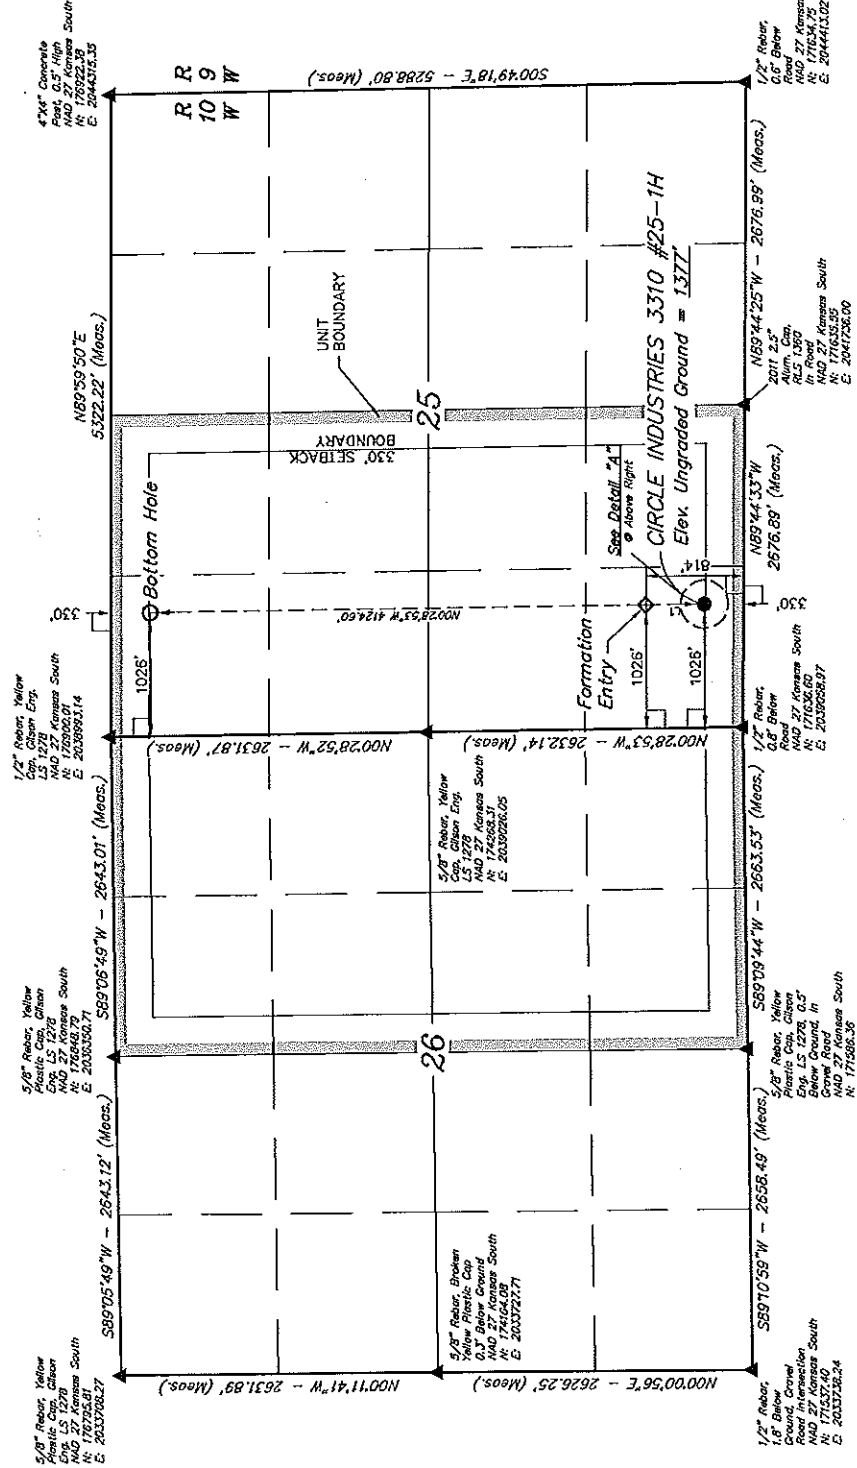 5/8" Rebar, Yellow
Plastic Cap, Gilson
Eng. LS 1278
NAD 27 Kansas South
N: 176795.81
E: 2033708.27
S89°05'49"W - 2643.12' (Meas.)
5/8" Rebar, Yellow
Plastic Cap, Gilson
Eng. LS 1278
NAD 27 Kansas South
N: 176848.79
E: 2036350.71
S89°06'49"W - 2643.01' (Meas.)
1/2" Rebar, Yellow
Cap, Gilson Eng.
LS 1278
NAD 27 Kansas South
N: 176900.01
E: 2038993.14
330'
N89°59'50"E
5322.22' (Meas.)
4"X4" Concrete
Post, 0.5' High
NAD 27 Kansas South
N: 176922.38
E: 2044315.35
R R
10 9
W W
1026'
Bottom Hole
330' SETBACK
BOUNDARY
UNIT
BOUNDARY
N00°11'41"W - 2631.89' (Meas.)
N00°28'52"W - 2631.87' (Meas.)
N00°28'53"W 4124.60'
S00°49'18"E - 5288.80' (Meas.)
26
25
5/8" Rebar, Broken
Yellow Plastic Cap
0.3' Below Ground
NAD 27 Kansas South
N: 174164.08
E: 2033727.71
5/8" Rebar, Yellow
Cap, Gilson Eng.
LS 1278
NAD 27 Kansas South
N: 174268.31
E: 2039026.05
N00°00'56"E - 2626.25' (Meas.)
N00°28'53"W - 2632.14' (Meas.)
Formation
Entry
1026'
L1
1026'
See Detail "A"
@ Above Right
CIRCLE INDUSTRIES 3310 #25-1H
Elev. Ungraded Ground = 1377'
814'
1/2" Rebar,
1.8' Below
Ground, Gravel
Road Intersection
NAD 27 Kansas South
N: 171537.40
E: 2033738.24
S89°10'59"W - 2658.49' (Meas.)
5/8" Rebar, Yellow
Plastic Cap, Gilson
Eng. LS 1278, 0.5'
Below Ground, In
Gravel Road
NAD 27 Kansas South
N: 171586.36
S89°09'44"W - 2663.53' (Meas.)
1/2" Rebar,
0.8' Below
Road
NAD 27 Kansas South
N: 171636.60
E: 2039058.97
330'
N89°44'33"W
2676.89' (Meas.)
2011 2.5"
Alum. Cap,
RLS 1360
In Road
NAD 27 Kansas South
N: 171635.95
E: 2041736.00
N89°44'25"W - 2676.99' (Meas.)
1/2" Rebar,
0.6' Below
Road
NAD 27 Kansas
N: 171634.75
E: 2044413.02